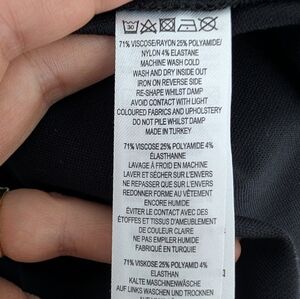 30
71% VISCOSE/RAYON 25% POLYAMIDE/
NYLON 4% ELASTANE
MACHINE WASH COLD
WASH AND DRY INSIDE OUT
IRON ON REVERSE SIDE
RE-SHAPE WHILST DAMP
AVOID CONTACT WITH LIGHT
COLOURED FABRICS AND UPHOLSTERY
DO NOT PILE WHILST DAMP
MADE IN TURKEY
71% VISCOSE 25% POLYAMID 4%
ÉLASTHANNE
LAVAGE À FROID EN MACHINE
LAVER ET SÉCHER SUR L'ENVERS
NE REPASSER QUE SUR L'ENVERS
REDONNER FORME AU VÊTEMENT
ENCORE HUMIDE
ÉVITER LE CONTACT AVEC DES
ÉTOFFES ET TISSUS D'AMEUBLEMENT
DE COULEUR CLAIRE
NE PAS EMPILER HUMIDE
FABRIQUÉ EN TURQUIE
71% VISKOSE 25% POLYAMID 4%
ELASTHAN
KALTE MASCHINENWÄSCHE
AUF LINKS WASCHEN UND TROCKNEN